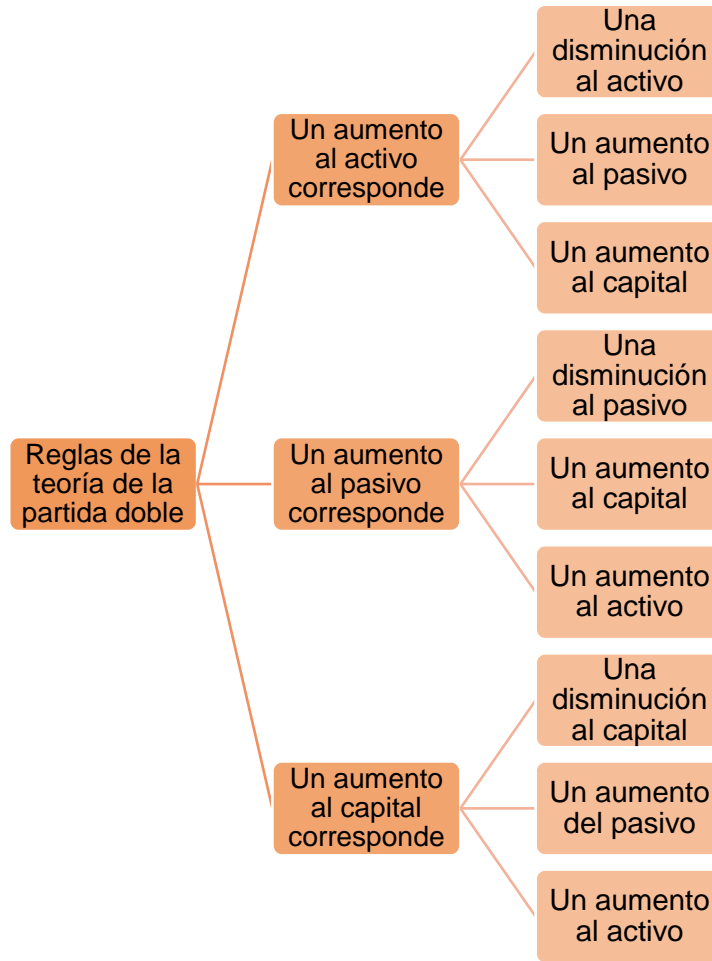 Reglas de la
teoría de la
partida doble
Un aumento
al activo
corresponde
Una
disminución
al activo
Un aumento
al pasivo
Un aumento
al capital
Un aumento
al pasivo
corresponde
Una
disminución
al pasivo
Un aumento
al capital
Un aumento
al activo
Un aumento
al capital
corresponde
Una
disminución
al capital
Un aumento
del pasivo
Un aumento
al activo